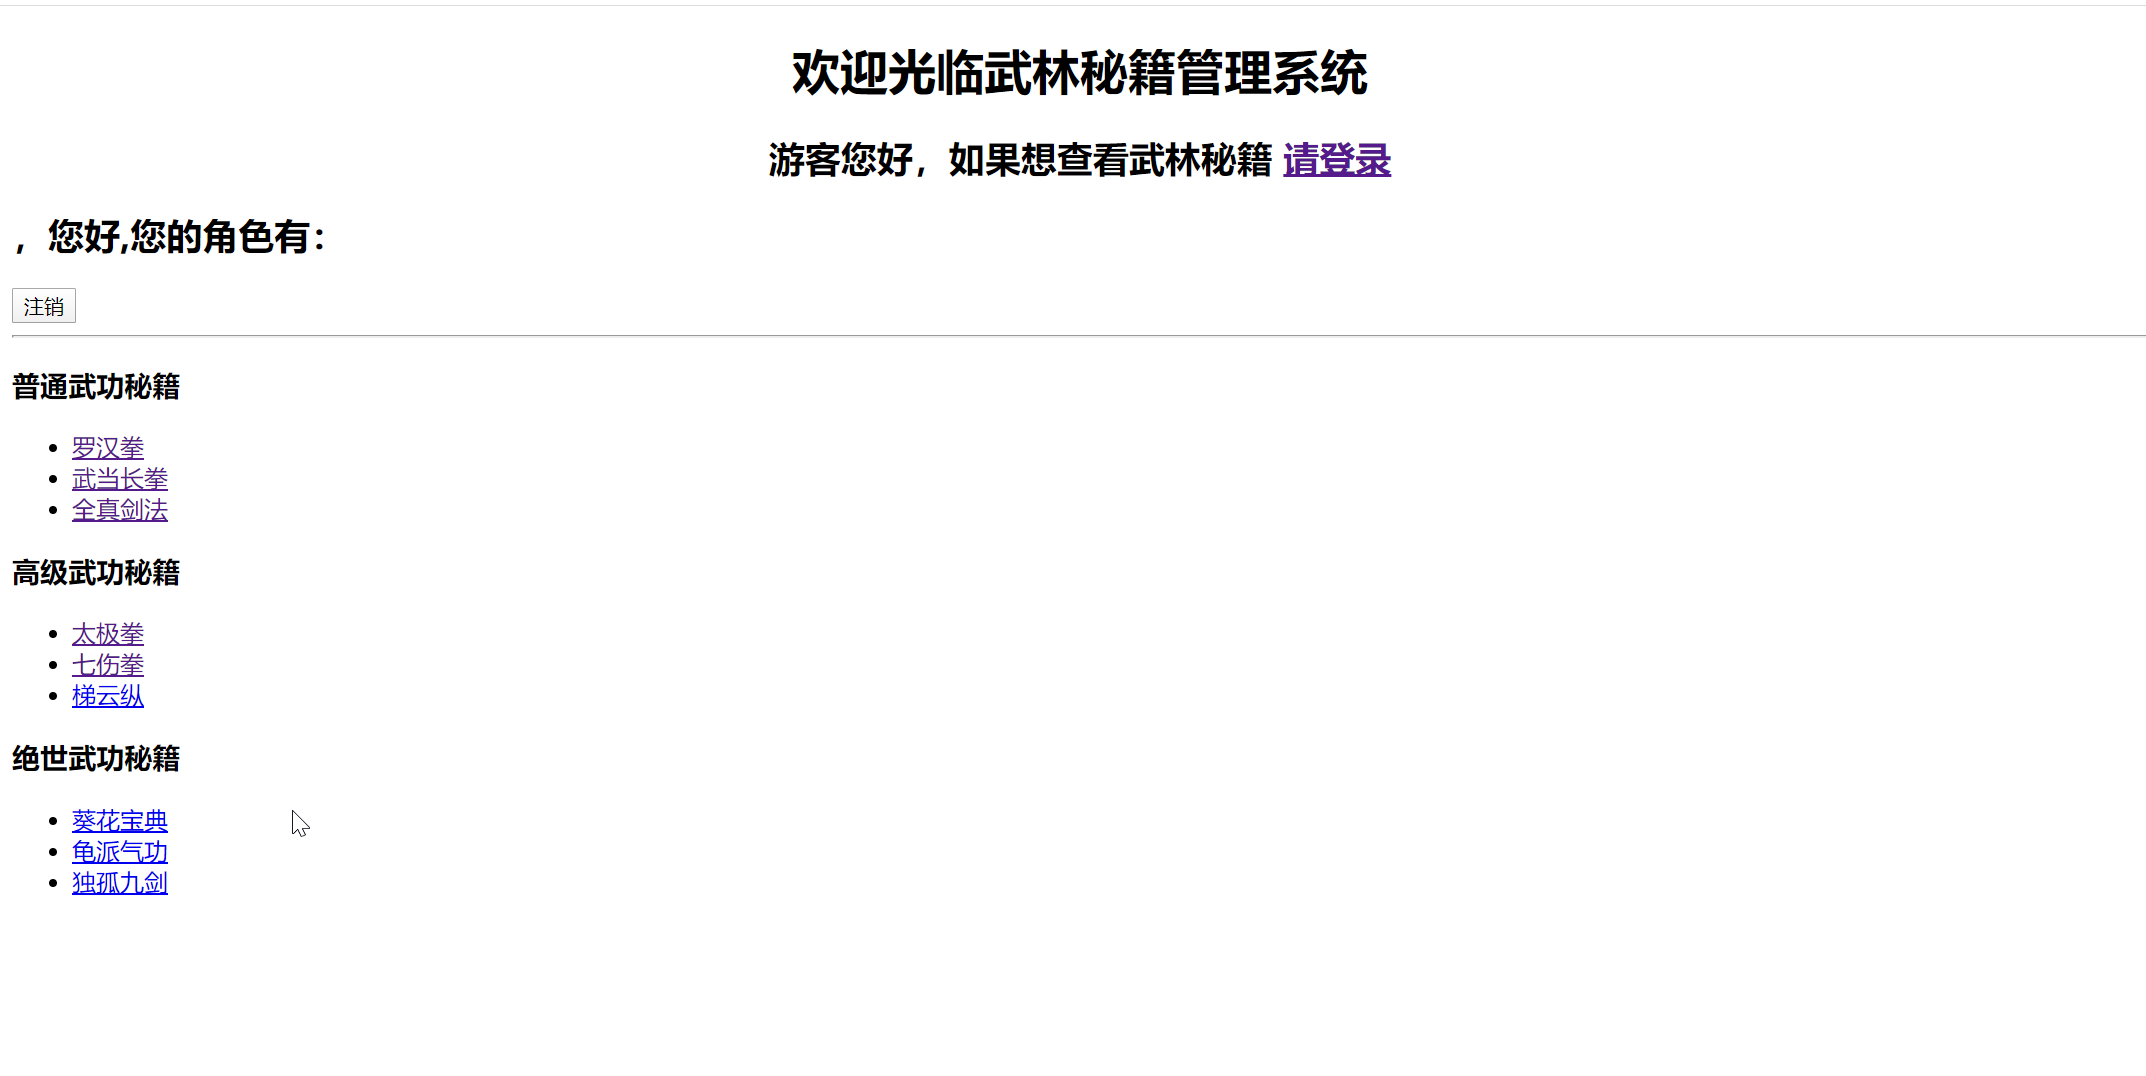 欢迎光临武林秘籍管理系统
游客您好，如果想查看武林秘籍 请登录
，您好,您的角色有：
注销
普通武功秘籍
罗汉拳
武当长拳
全真剑法
高级武功秘籍
太极拳
七伤拳
梯云纵
绝世武功秘籍
葵花宝典
龟派气功
独孤九剑